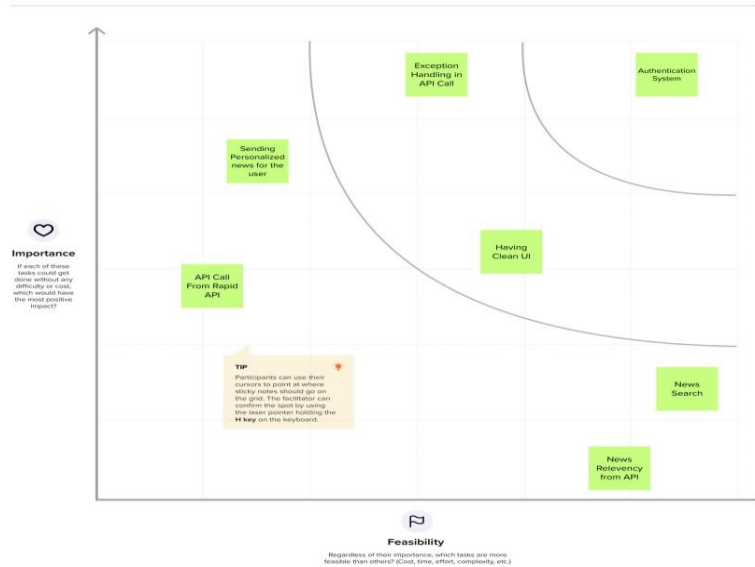 Exception
Handling in
API Call
Authentication
System
Sending
Personalized
news for the
user
Having
Clean UI
Importance
If each of these
tasks could get
done without any
difficulty or cost,
which would have
the most positive
impact?
API Call
From Rapid
API
TIP
Participants can use their
cursors to point at where
sticky notes should go on
the grid. The facilitator can
confirm the spot by using
the laser pointer holding the
H key on the keyboard.
News
Search
News
Relevency
from API
Feasibility
Regardless of their importance, which tasks are more
feasible than others? (Cost, time, effort, complexity, etc.)